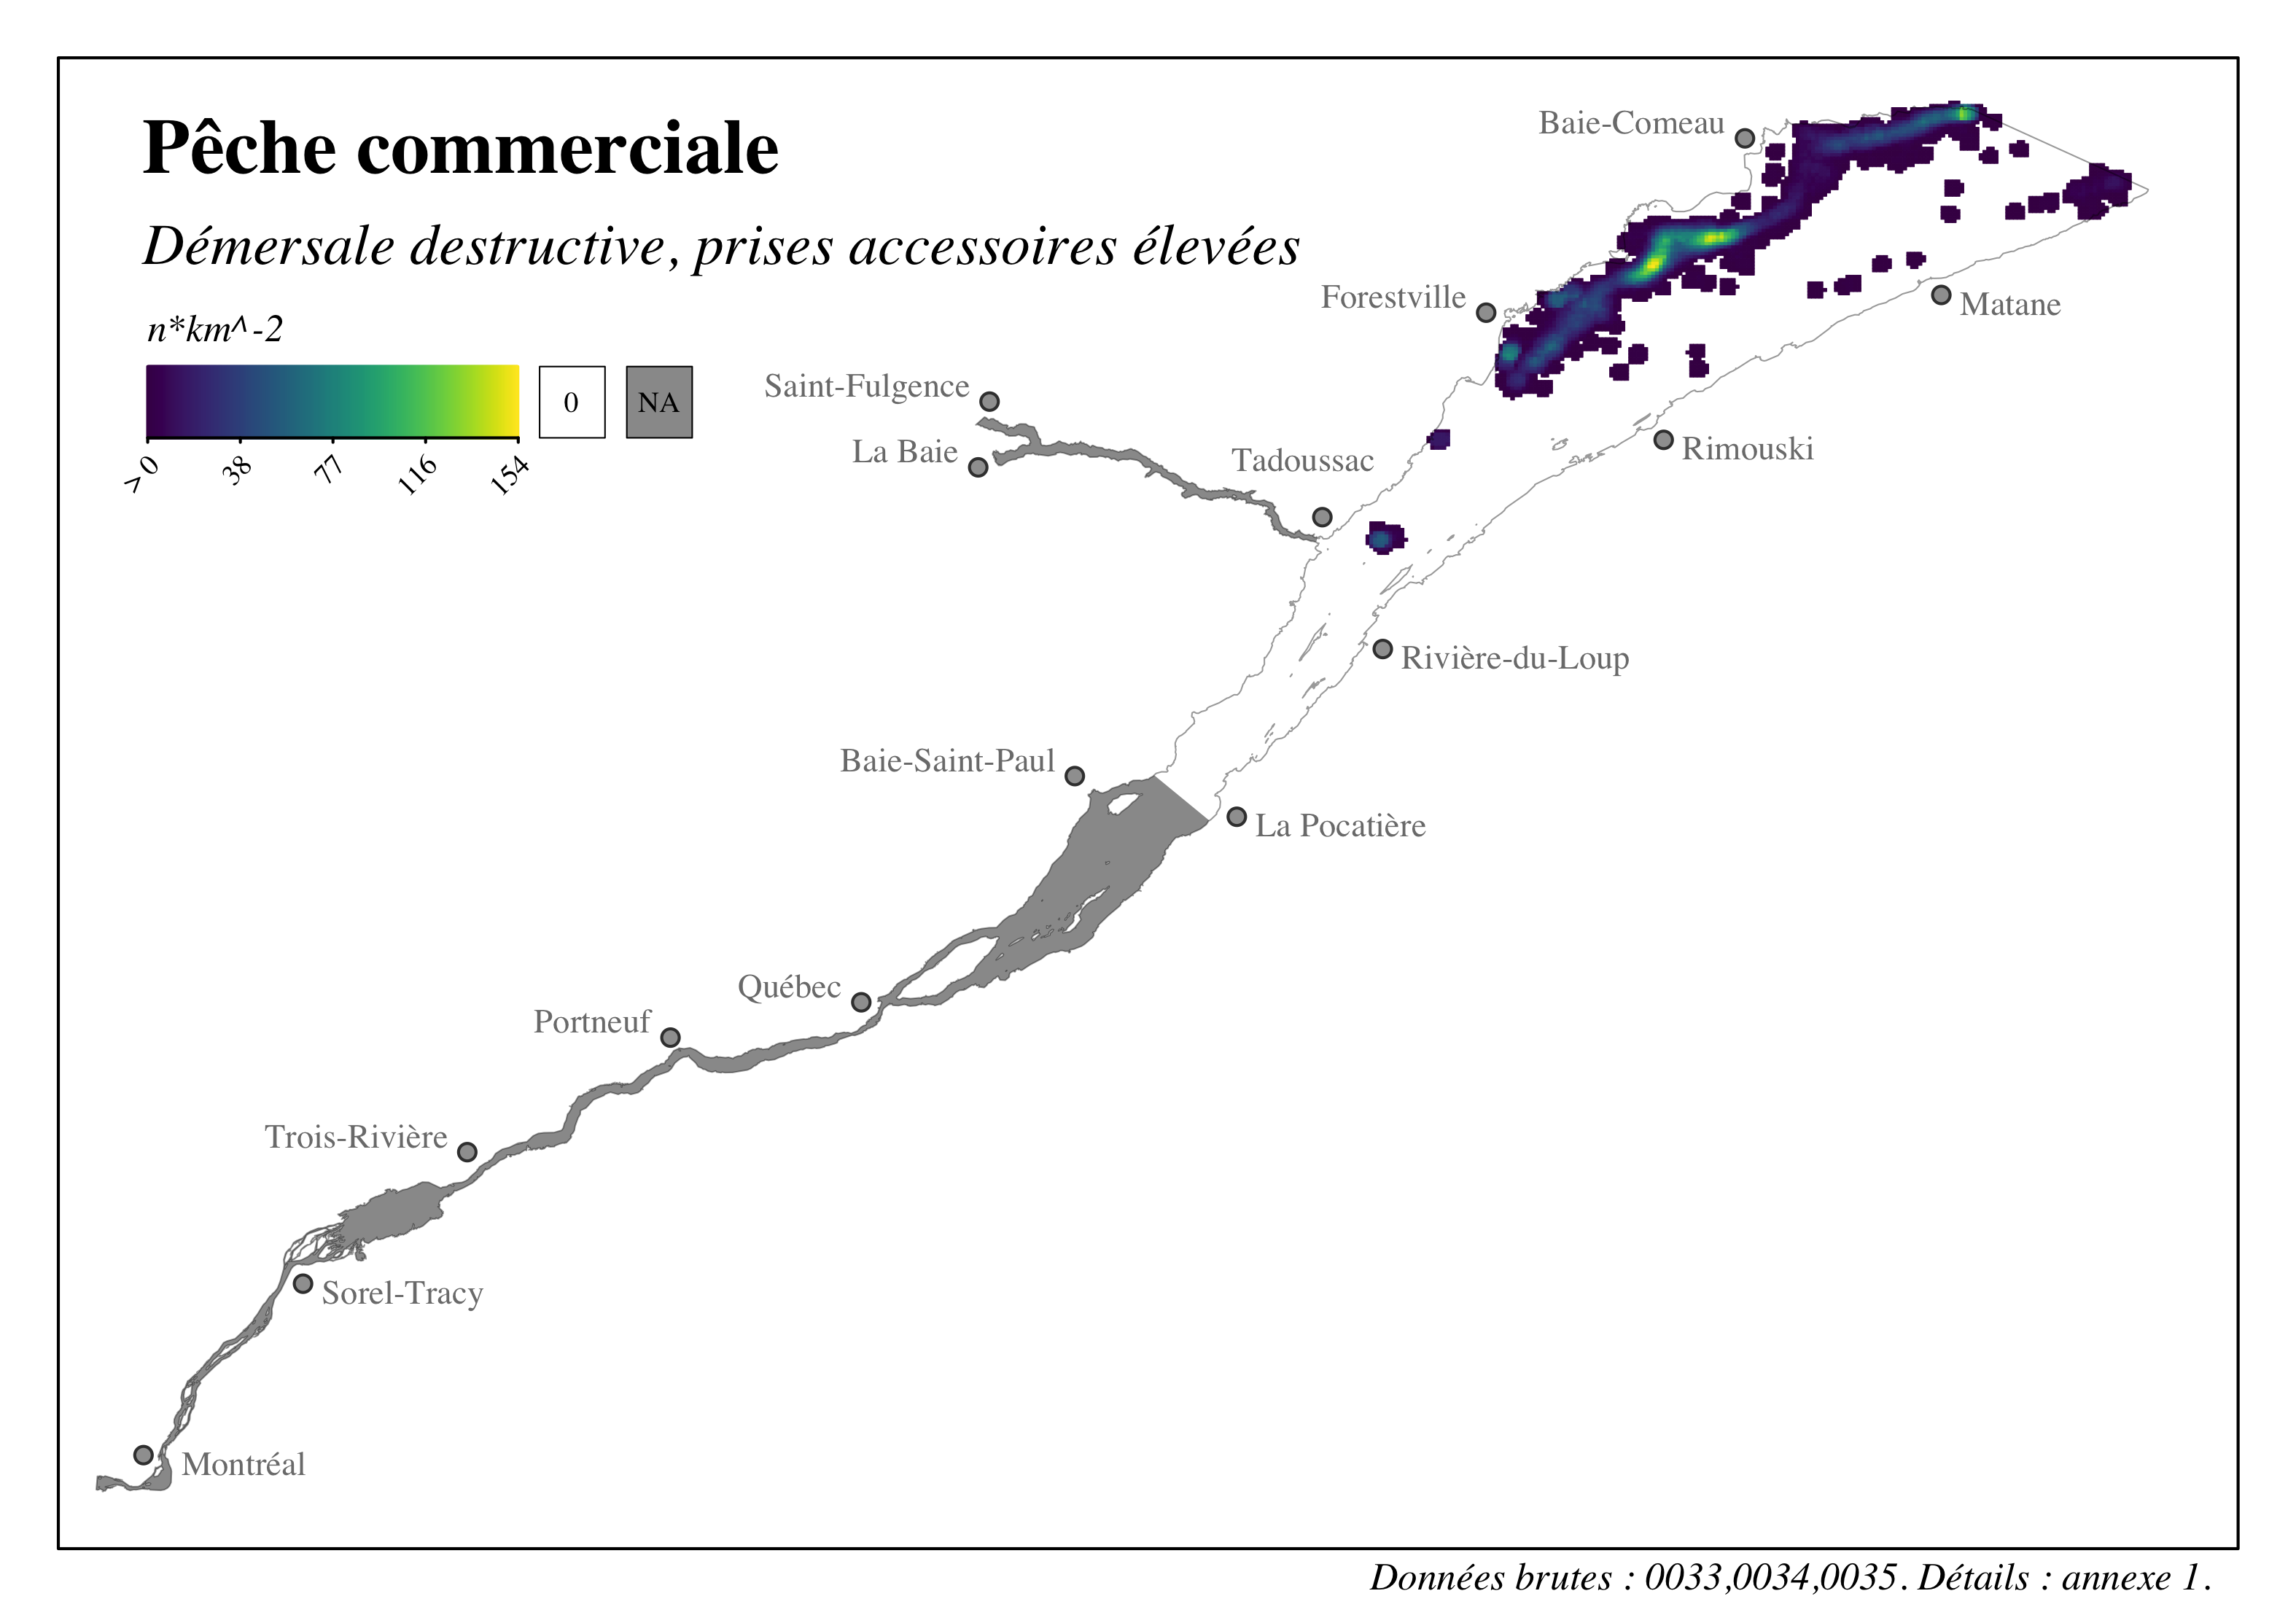 Pêche commerciale
Démersale destructive, prises accessoires élevées
n*km^-2
0
NA
> 0
38
77
116
154
Baie-Comeau
Forestville
Matane
Saint-Fulgence
La Baie
Tadoussac
Rimouski
Rivière-du-Loup
Baie-Saint-Paul
La Pocatière
Québec
Portneuf
Trois-Rivière
Sorel-Tracy
Montréal
Données brutes : 0033,0034,0035. Détails : annexe 1.